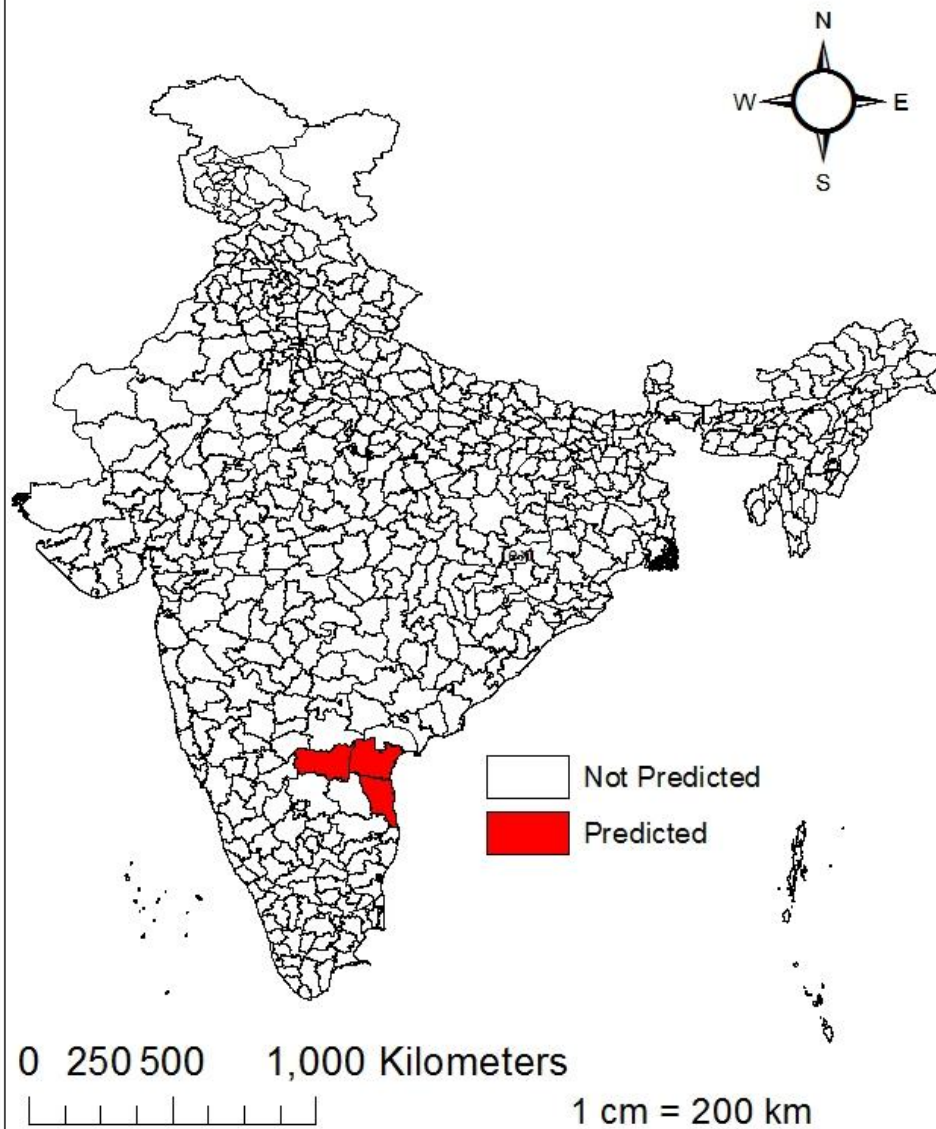 N
W E
S
Not Predicted
Predicted
0 250 500 1,000 Kilometers
1 cm = 200 km